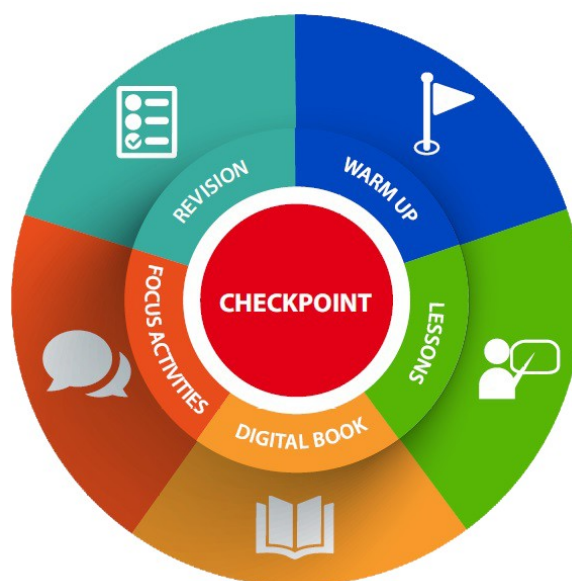 REVISION
WARM UP
FOCUS ACTIVITIES
CHECKPOINT
LESSONS
DIGITAL BOOK